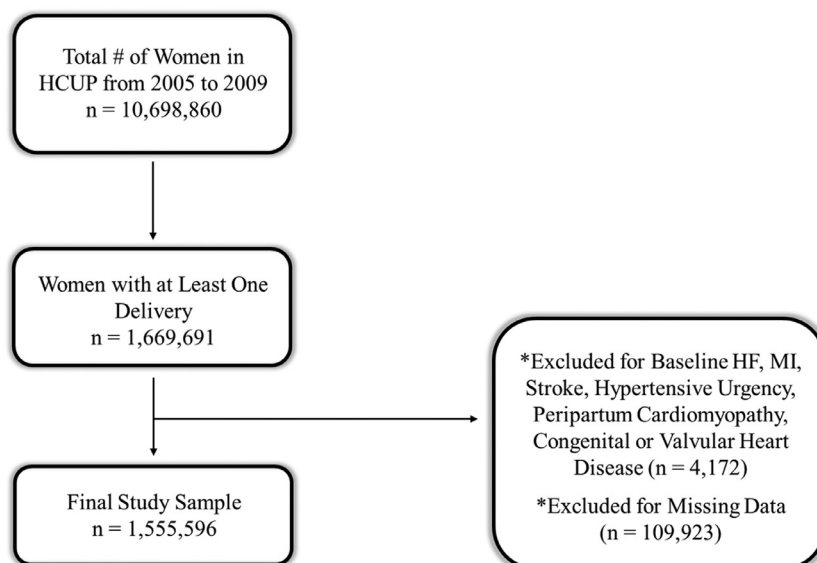 Total # of Women in
HCUP from 2005 to 2009
n = 10,698,860
Women with at Least One
Delivery
n = 1,669,691
*Excluded for Baseline HF, MI,
Stroke, Hypertensive Urgency,
Peripartum Cardiomyopathy,
Congenital or Valvular Heart
Disease (n = 4,172)
*Excluded for Missing Data
(n = 109,923)
Final Study Sample
n = 1,555,596